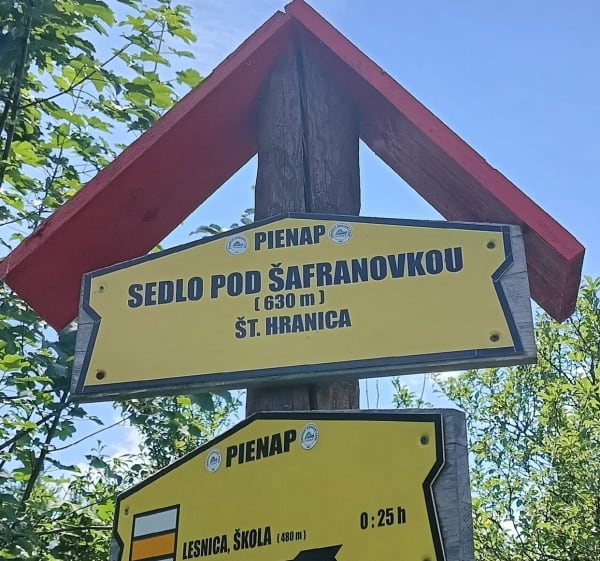 PIENAP
SEDLO POD ŠAFRANOVKOU
(630 m)
ŠT. HRANICA
PIENAP
LESNICA, ŠKOLA (480 m) 0:25 h